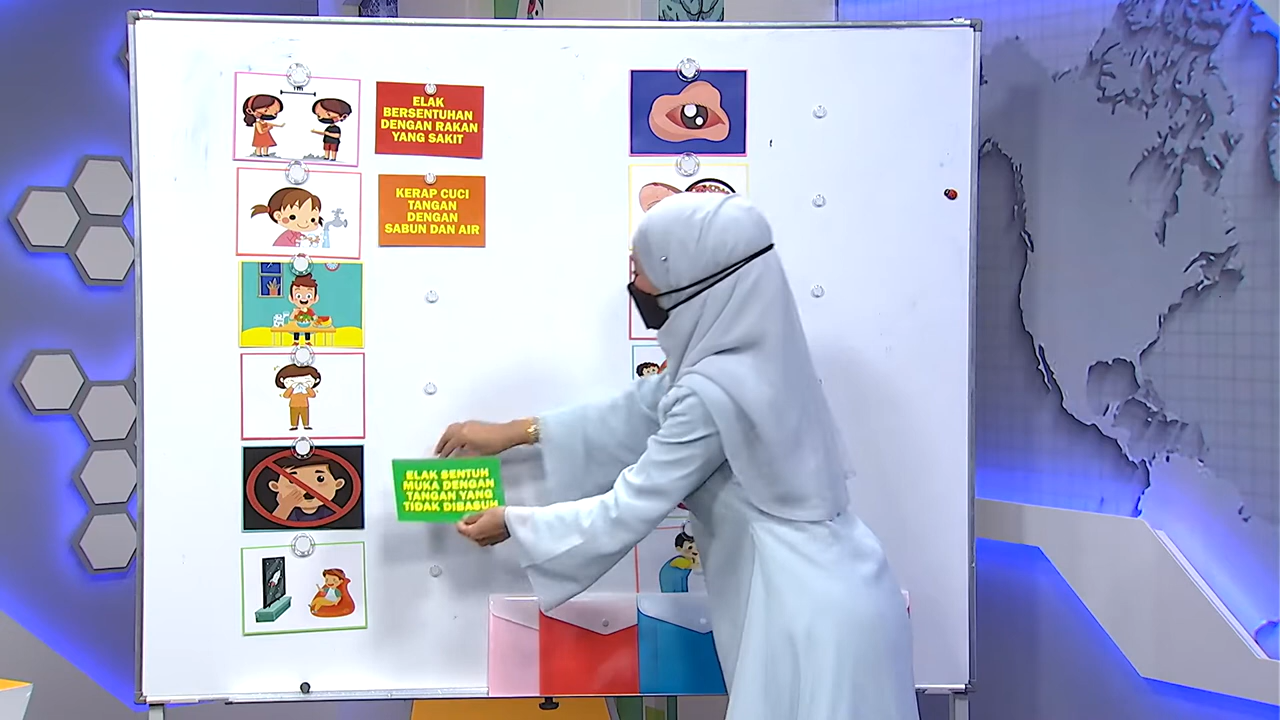 1m
ELAK
BERSENTUHAN
DENGAN RAKAN
YANG SAKIT
KERAP CUCI
TANGAN
DENGAN
SABUN DAN AIR
ELAK SENTUH
MUKA DENGAN
TANGAN YANG
TIDAK DIBASUH